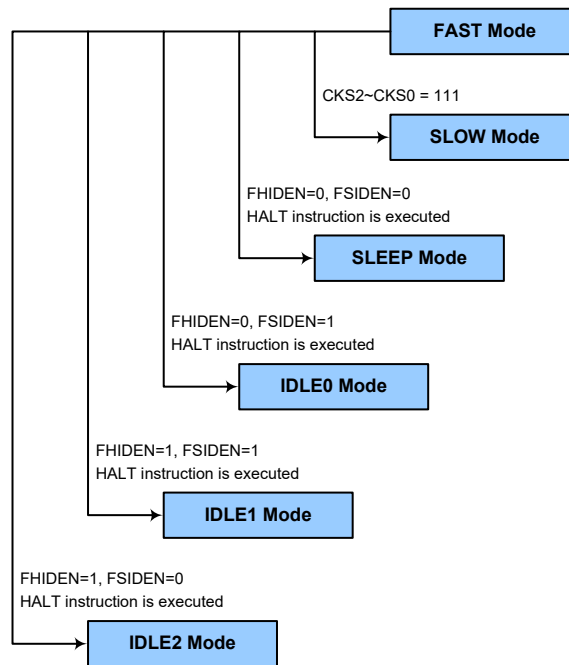 FAST Mode
CKS2~CKS0 = 111
SLOW Mode
FHIDEN=0, FSIDEN=0
HALT instruction is executed
SLEEP Mode
FHIDEN=0, FSIDEN=1
HALT instruction is executed
IDLE0 Mode
FHIDEN=1, FSIDEN=1
HALT instruction is executed
IDLE1 Mode
FHIDEN=1, FSIDEN=0
HALT instruction is executed
IDLE2 Mode